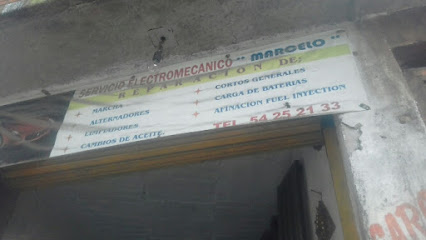 SERVICIO ELECTROMECANICO " MARCELO "
REPARACION DE:
MARCHA
ALTERNADORES
ELEVADORES
CAMBIOS DE ACEITE
CORTOS GENERALES
CARGA DE BATERIAS
AFINACION FUEL INYECTION
TEL. 54 25 21 33